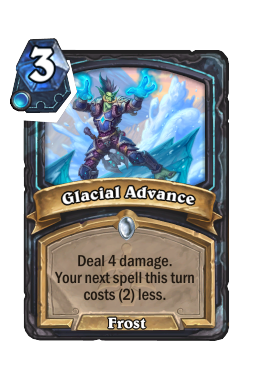 3
Glacial Advance
Deal 4 damage.
Your next spell this turn
costs (2) less.
Frost